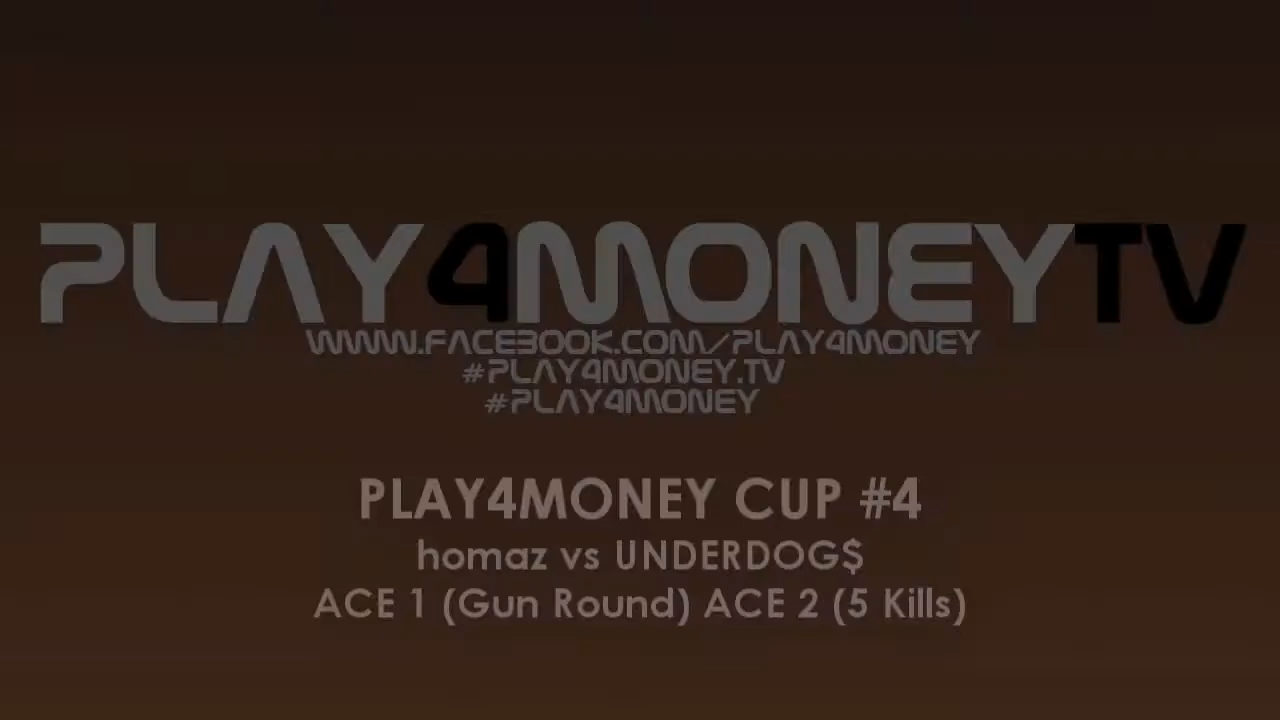 PLAY4MONEYTV
WWW.FACEBOOK.COM/PLAY4MONEY
#PLAY4MONEY.TV
#PLAY4MONEY
PLAY4MONEY CUP #4
homaz vs UNDERDOG$
ACE 1 (Gun Round) ACE 2 (5 Kills)